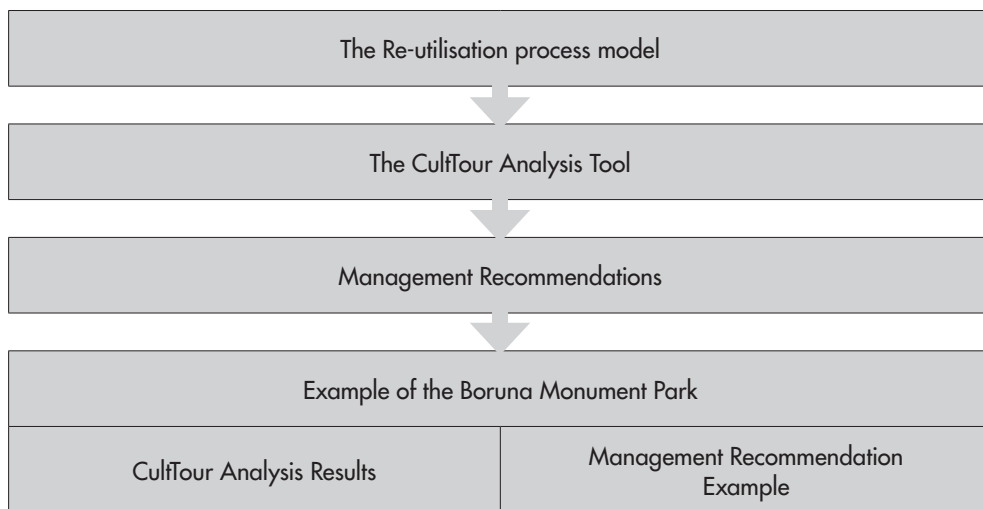 The Re-utilisation process model
The CultTour Analysis Tool
Management Recommendations
Example of the Boruna Monument Park
CultTour Analysis Results
Management Recommendation
Example